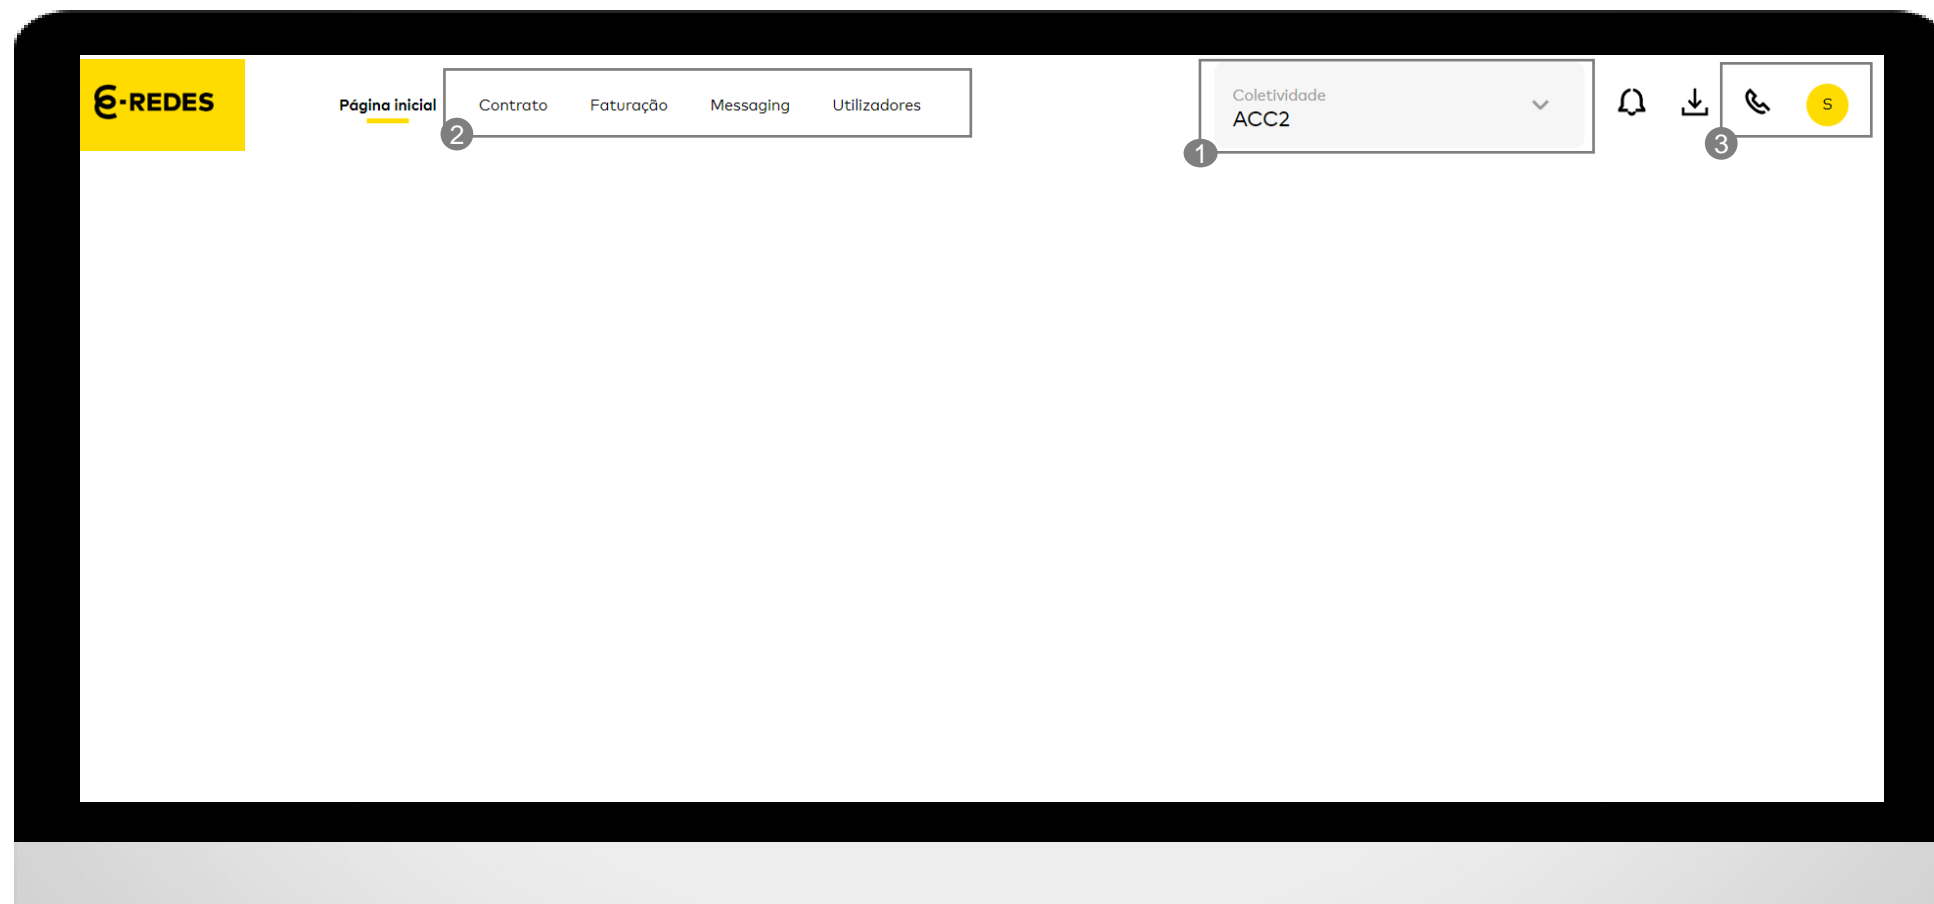 E-REDES
Página inicial Contrato Faturação Messaging Utilizadores
2
Coletividade
ACC2
1
S
3